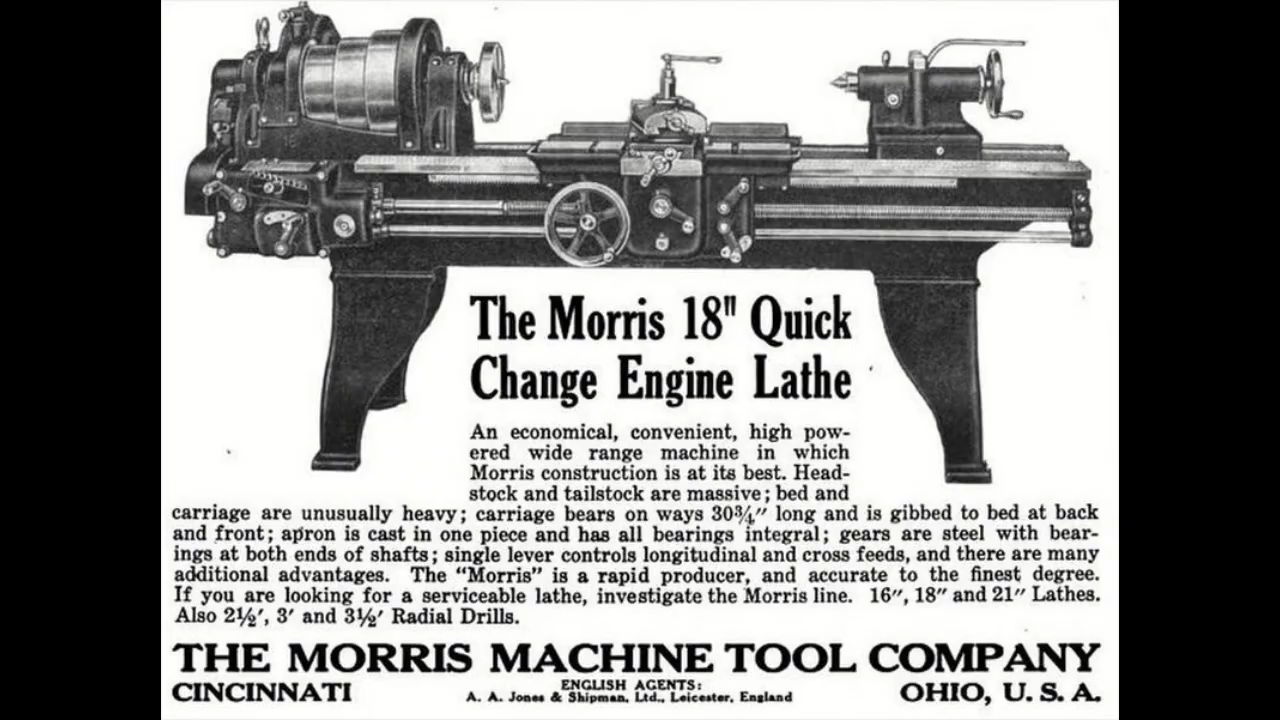 The Morris 18" Quick
Change Engine Lathe
An economical, convenient, high pow-
ered wide range machine in which
Morris construction is at its best. Head-
stock and tailstock are massive; bed and
carriage are unusually heavy; carriage bears on ways 30¾" long and is gibbed to bed at back
and front; apron is cast in one piece and has all bearings integral; gears are steel with bear-
ings at both ends of shafts; single lever controls longitudinal and cross feeds, and there are many
additional advantages. The "Morris" is a rapid producer, and accurate to the finest degree.
If you are looking for a serviceable lathe, investigate the Morris line. 16", 18" and 21" Lathes.
Also 2½', 3' and 3½' Radial Drills.
THE MORRIS MACHINE TOOL COMPANY
CINCINNATI
ENGLISH AGENTS:
A. A. Jones & Shipman, Ltd., Leicester, England
OHIO, U. S. A.